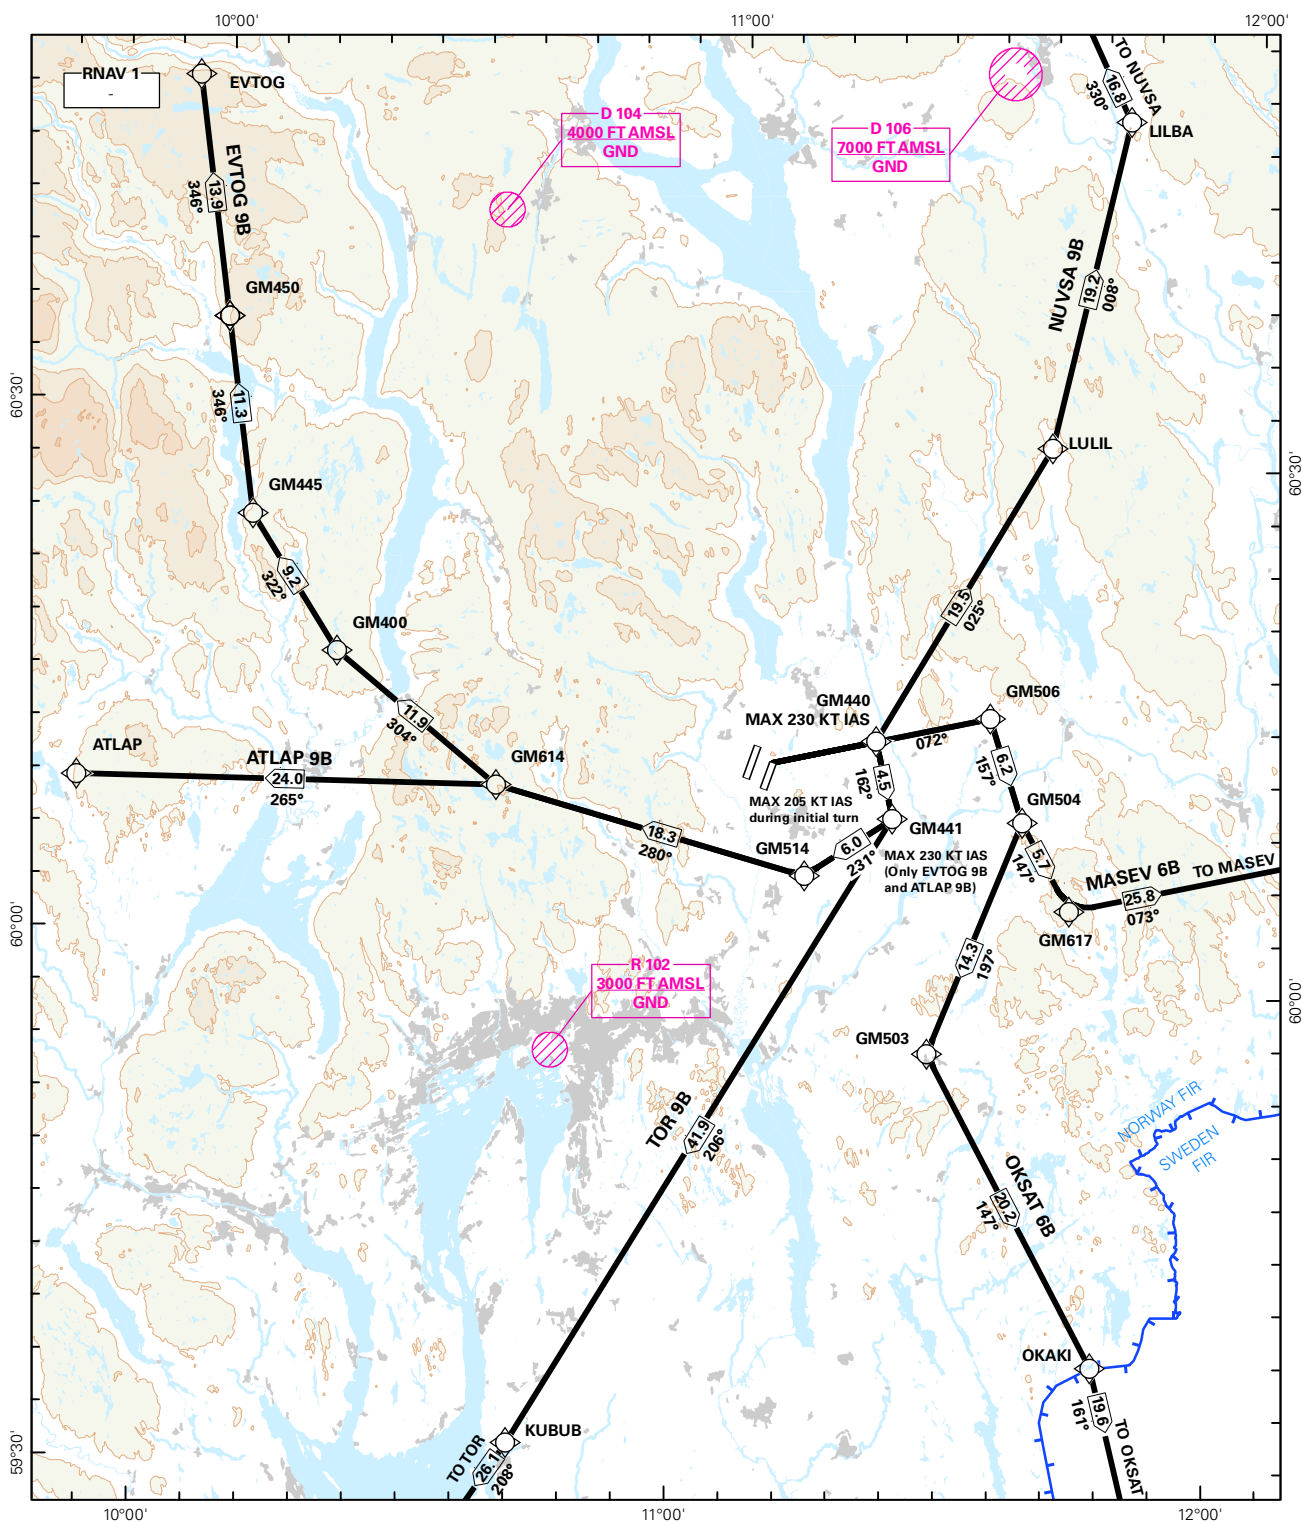 10°00'
11°00'
12°00'
RNAV 1
-
EVTOG
EVTOG 9B
13.9
346°
GM450
11.3
346°
GM445
9.2
322°
GM400
11.9
304°
ATLAP
ATLAP 9B
24.0
265°
GM614
18.3
280°
GM514
6.0
231°
D 104
4000 FT AMSL
GND
D 106
7000 FT AMSL
GND
TO NUVSA
16.8
330°
LILBA
NUVSA 9B
19.2
008°
LULIL
19.5
025°
GM440
MAX 230 KT IAS
072°
GM506
6.2
157°
4.5
162°
MAX 205 KT IAS
during initial turn
GM441
MAX 230 KT IAS
(Only EVTOG 9B
and ATLAP 9B)
GM504
5.7
147°
MASEV 6B
TO MASEV
25.8
073°
GM617
14.3
197°
GM503
R 102
3000 FT AMSL
GND
TOR 9B
41.9
206°
OKSAT 6B
20.2
147°
NORWAY FIR
SWEDEN
FIR
OKAKI
19.6
161°
TO OKSAT
KUBUB
TO TOR
26.1
208°
60°30'
60°00'
59°30'
60°30'
60°00'
10°00'
11°00'
12°00'